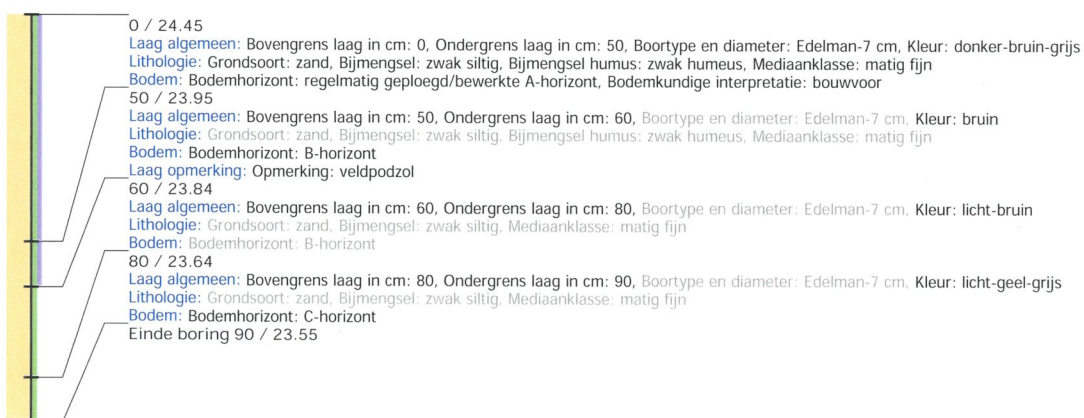 0 / 24.45
Laag algemeen: Bovengrens laag in cm: 0, Ondergrens laag in cm: 50, Boortype en diameter: Edelman-7 cm, Kleur: donker-bruin-grijs
Lithologie: Grondsoort: zand, Bijmengsel: zwak siltig, Bijmengsel humus: zwak humeus, Mediaanklasse: matig fijn
Bodem: Bodemhorizont: regelmatig geploegd/bewerkte A-horizont, Bodemkundige interpretatie: bouwvoor
50 / 23.95
Laag algemeen: Bovengrens laag in cm: 50, Ondergrens laag in cm: 60, Boortype en diameter: Edelman-7 cm, Kleur: bruin
Lithologie: Grondsoort: zand, Bijmengsel: zwak siltig, Bijmengsel humus: zwak humeus, Mediaanklasse: matig fijn
Bodem: Bodemhorizont: B-horizont
Laag opmerking: Opmerking: veldpodzol
60 / 23.84
Laag algemeen: Bovengrens laag in cm: 60, Ondergrens laag in cm: 80, Boortype en diameter: Edelman-7 cm, Kleur: licht-bruin
Lithologie: Grondsoort: zand, Bijmengsel: zwak siltig, Mediaanklasse: matig fijn
Bodem: Bodemhorizont: B-horizont
80 / 23.64
Laag algemeen: Bovengrens laag in cm: 80, Ondergrens laag in cm: 90, Boortype en diameter: Edelman-7 cm, Kleur: licht-geel-grijs
Lithologie: Grondsoort: zand, Bijmengsel: zwak siltig, Mediaanklasse: matig fijn
Bodem: Bodemhorizont: C-horizont
Einde boring 90 / 23.55